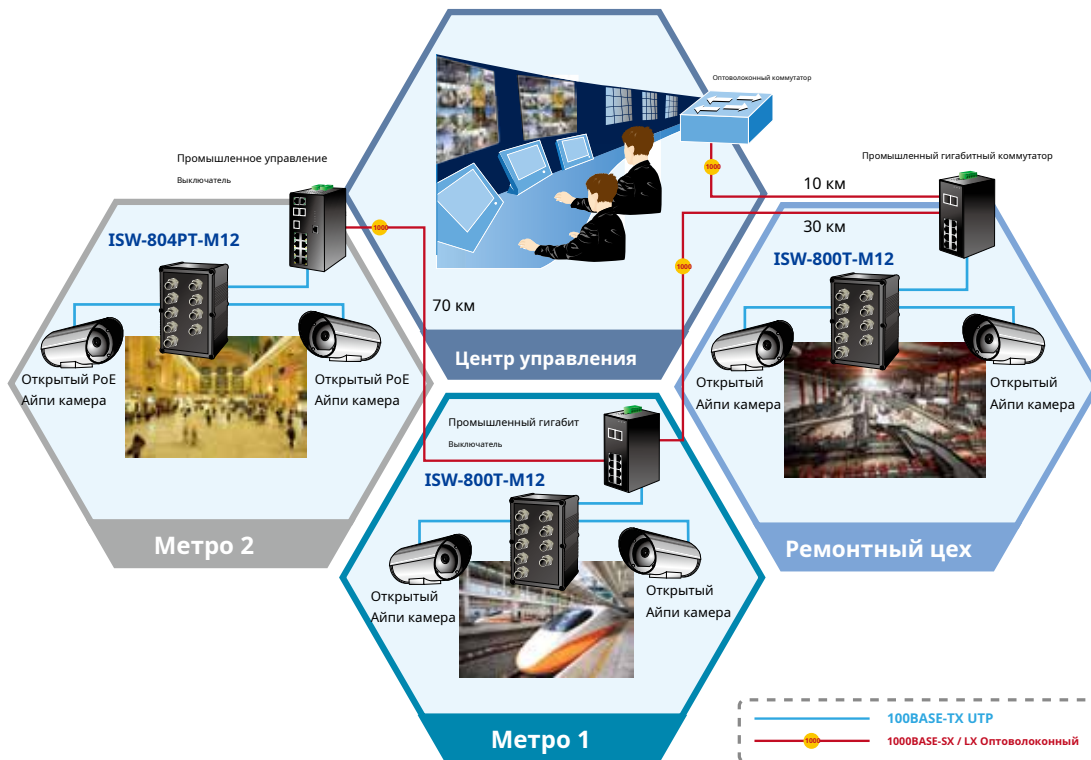 Оптоволоконный коммутатор
1000
Промышленное управление
Выключатель
ISW-804PT-M12
1000
Открытый PoE
Айпи камера
Открытый PoE
Айпи камера
Метро 2
70 км
Центр управления
Промышленный гигабитный коммутатор
10 км
30 км
1000
ISW-800T-M12
Открытый
Айпи камера
Открытый
Айпи камера
Ремонтный цех
Промышленный гигабит
Выключатель
ISW-800T-M12
Открытый
Айпи камера
Открытый
Айпи камера
Метро 1
100BASE-TX UTP
1000
1000BASE-SX / LX Оптоволоконный